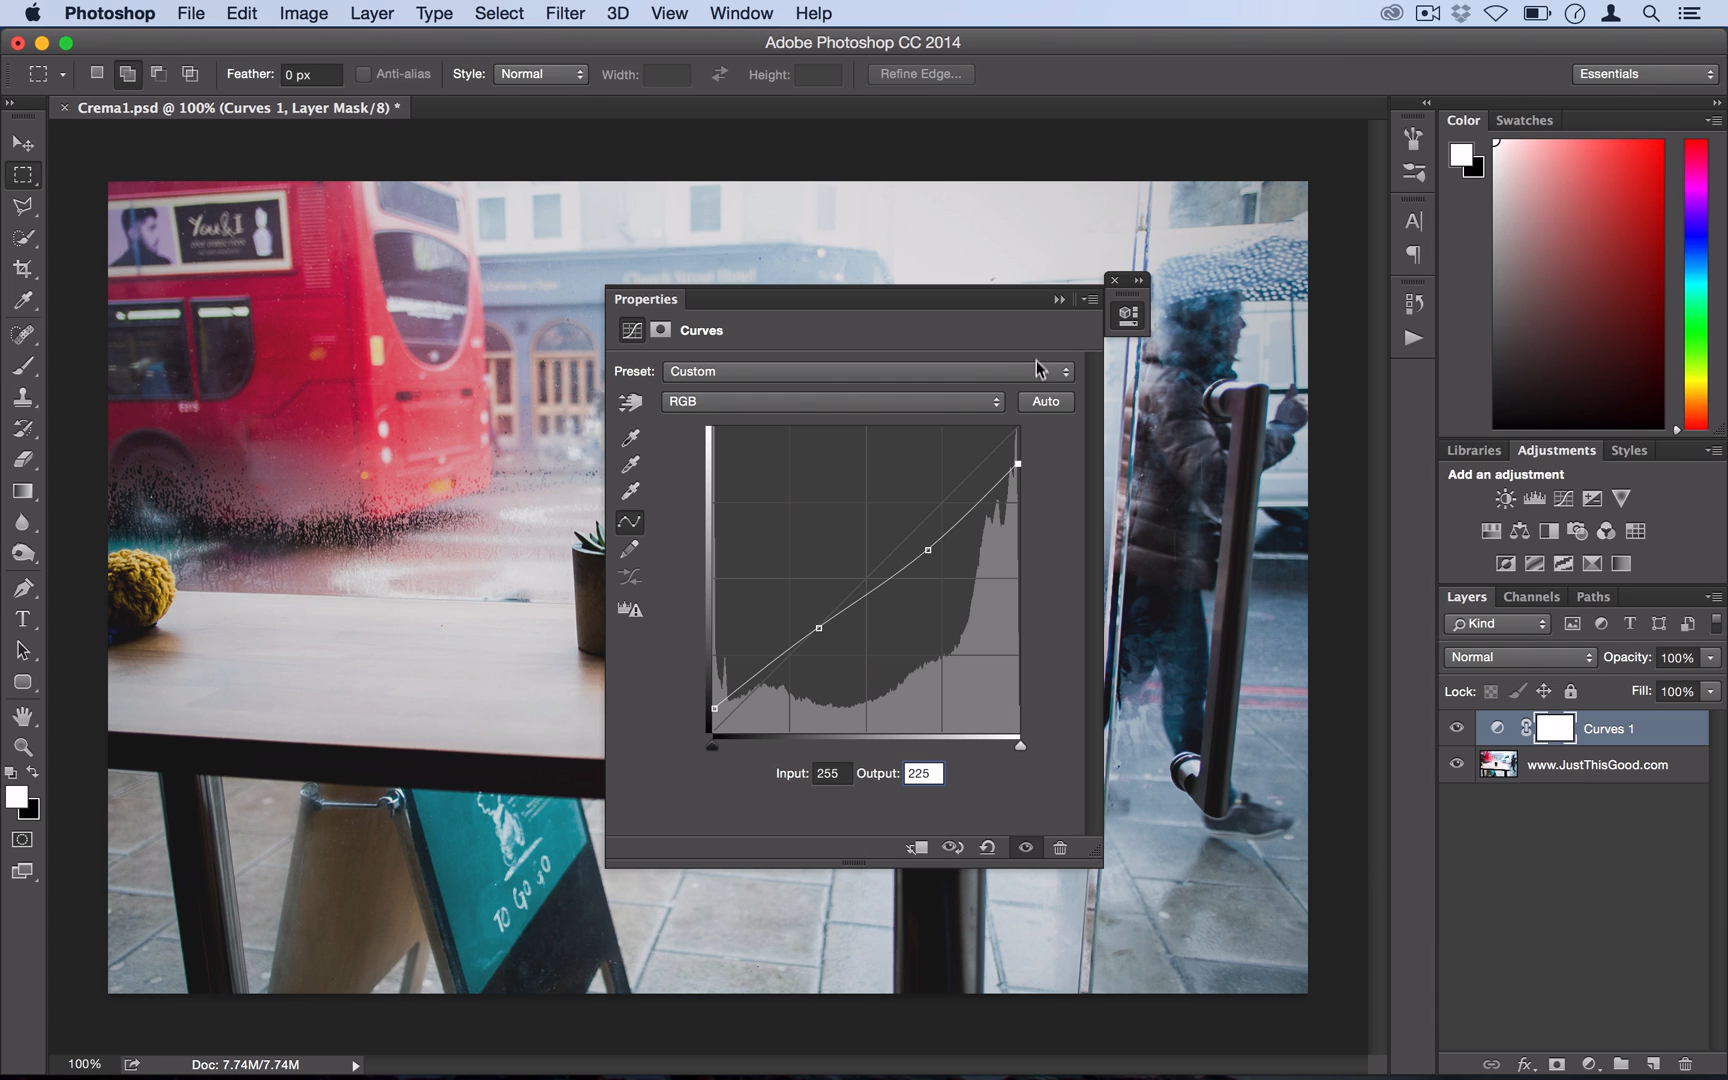 Photoshop File Edit Image Layer Type Select Filter 3D View Window Help
Adobe Photoshop CC 2014
Feather: 0 px Anti-alias Style: Normal Width: Height: Refine Edge... Essentials
Crema1.psd @ 100% (Curves 1, Layer Mask/8) *
Color Swatches
You&I
Properties
Curves
Preset: Custom
RGB Auto
Input: 255 Output: 225
Libraries Adjustments Styles
Add an adjustment
Layers Channels Paths
Kind
Normal Opacity: 100%
Lock: Fill: 100%
Curves 1
www.JustThisGood.com
TO GO
100% Doc: 7.74M/7.74M